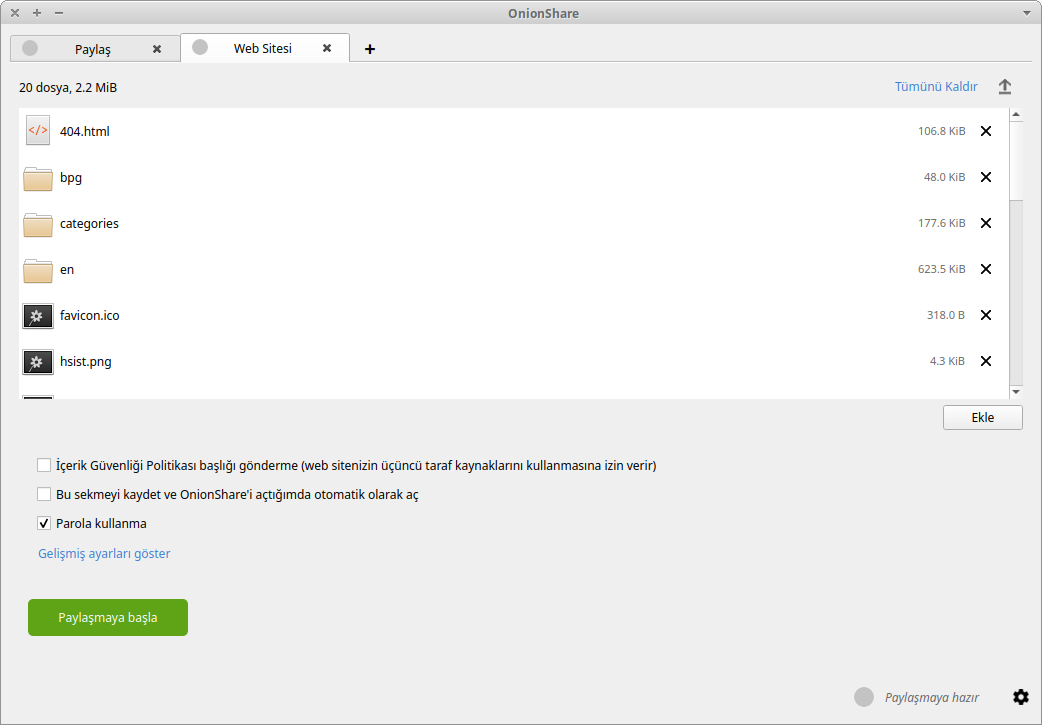 OnionShare
Paylaş
Web Sitesi
20 dosya, 2.2 MiB
Tümünü Kaldır
</>
404.html
106.8 KiB
bpg
48.0 KiB
categories
177.6 KiB
en
623.5 KiB
favicon.ico
318.0 B
hsist.png
4.3 KiB
Ekle
İçerik Güvenliği Politikası başlığı gönderme (web sitenizin üçüncü taraf kaynaklarını kullanmasına izin verir)
Bu sekmeyi kaydet ve OnionShare'i açtığımda otomatik olarak aç
Parola kullanma
Gelişmiş ayarları göster
Paylaşmaya başla
Paylaşmaya hazır